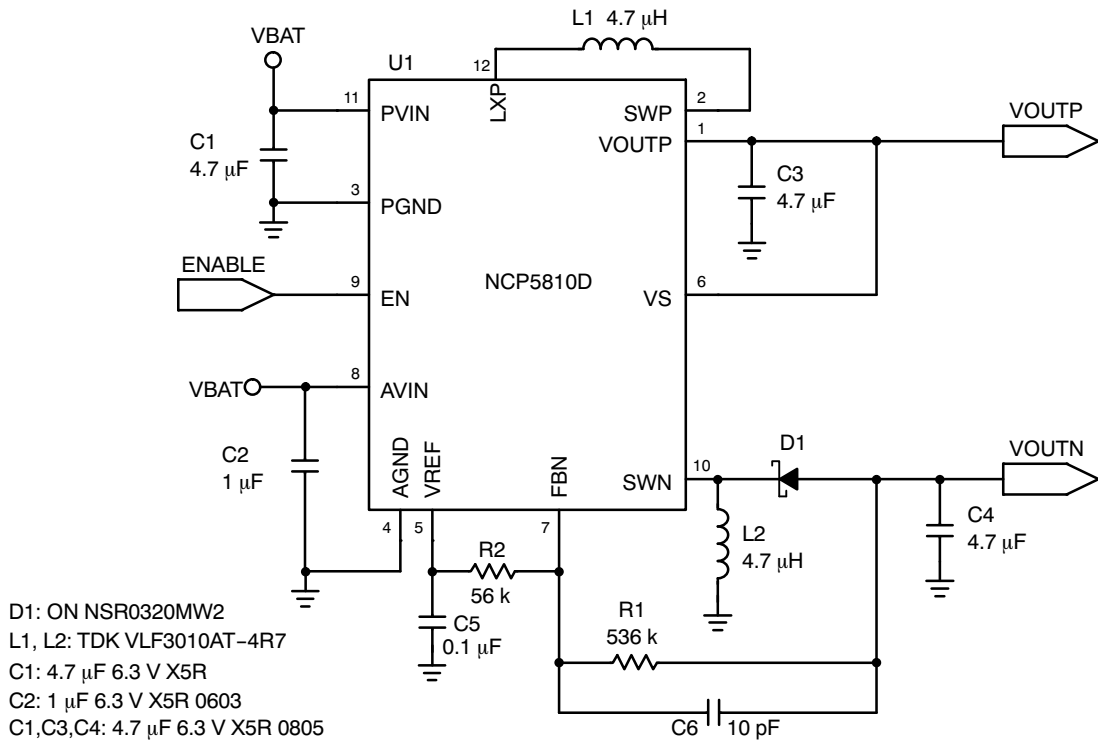 L1 4.7 μH
VBAT
U1
12
LXP
11
PVIN
SWP
2
VOUTP
1
VOUTP
C1
4.7 μF
C3
4.7 μF
3
PGND
ENABLE
9
EN
NCP5810D
VS
6
VBAT
8
AVIN
C2
1 μF
AGND
VREF
FBN
SWN
10
D1
VOUTN
4
5
7
L2
4.7 μH
C4
4.7 μF
R2
56 k
C5
0.1 μF
R1
536 k
C6
10 pF
D1: ON NSR0320MW2
L1, L2: TDK VLF3010AT−4R7
C1: 4.7 μF 6.3 V X5R
C2: 1 μF 6.3 V X5R 0603
C1,C3,C4: 4.7 μF 6.3 V X5R 0805